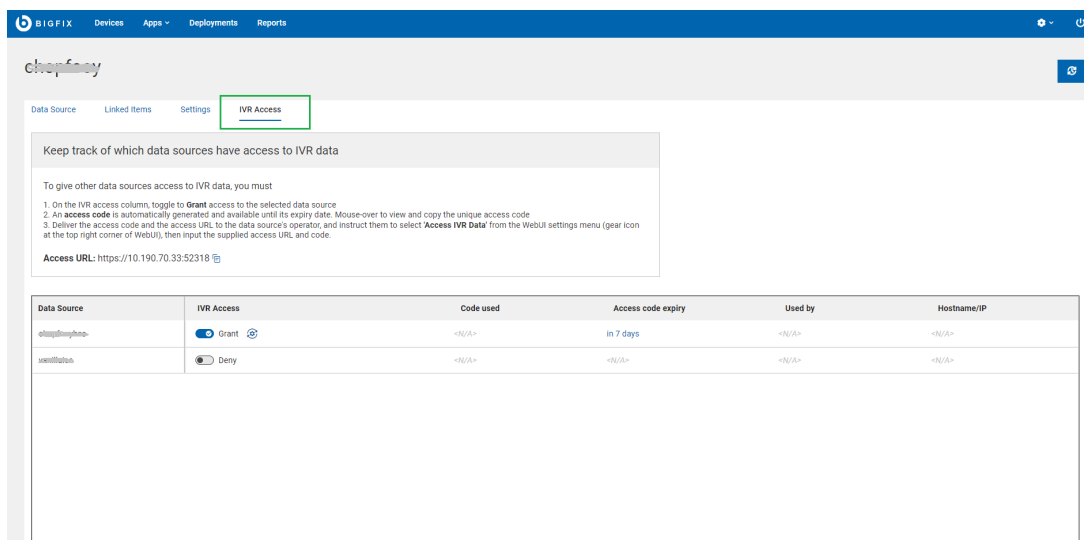 BIGFIX Devices Apps Deployments Reports
Data Source Linked Items Settings IVR Access
Keep track of which data sources have access to IVR data
To give other data sources access to IVR data, you must
1. On the IVR access column, toggle to Grant access to the selected data source
2. An access code is automatically generated and available until its expiry date. Mouse-over to view and copy the unique access code
3. Deliver the access code and the access URL to the data source's operator, and instruct them to select 'Access IVR Data' from the WebUI settings menu (gear icon
at the top right corner of WebUI), then input the supplied access URL and code.
Access URL: https://10.190.70.33:52318
Data Source IVR Access Code used Access code expiry Used by Hostname/IP
Grant <N/A> in 7 days <N/A> <N/A>
Deny <N/A> <N/A> <N/A> <N/A>